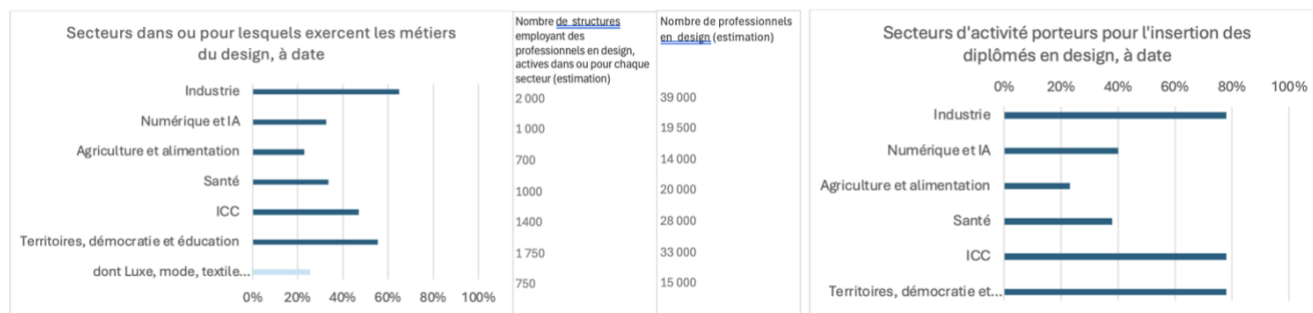 Secteurs dans ou pour lesquels exercent les métiers
du design, à date
Industrie
Numérique et IA
Agriculture et alimentation
Santé
ICC
Territoires, démocratie et éducation
dont Luxe, mode, textile...
0% 20% 40% 60% 80% 100%
Nombre de structures
employant des
professionnels en design,
actives dans ou pour chaque
secteur (estimation)
2 000
1 000
700
1000
1400
1 750
750
Nombre de professionnels
en design (estimation)
39 000
19 500
14 000
20 000
28 000
33 000
15 000
Secteurs d'activité porteurs pour l'insertion des
diplômés en design, à date
0% 20% 40% 60% 80% 100%
Industrie
Numérique et IA
Agriculture et alimentation
Santé
ICC
Territoires, démocratie et...